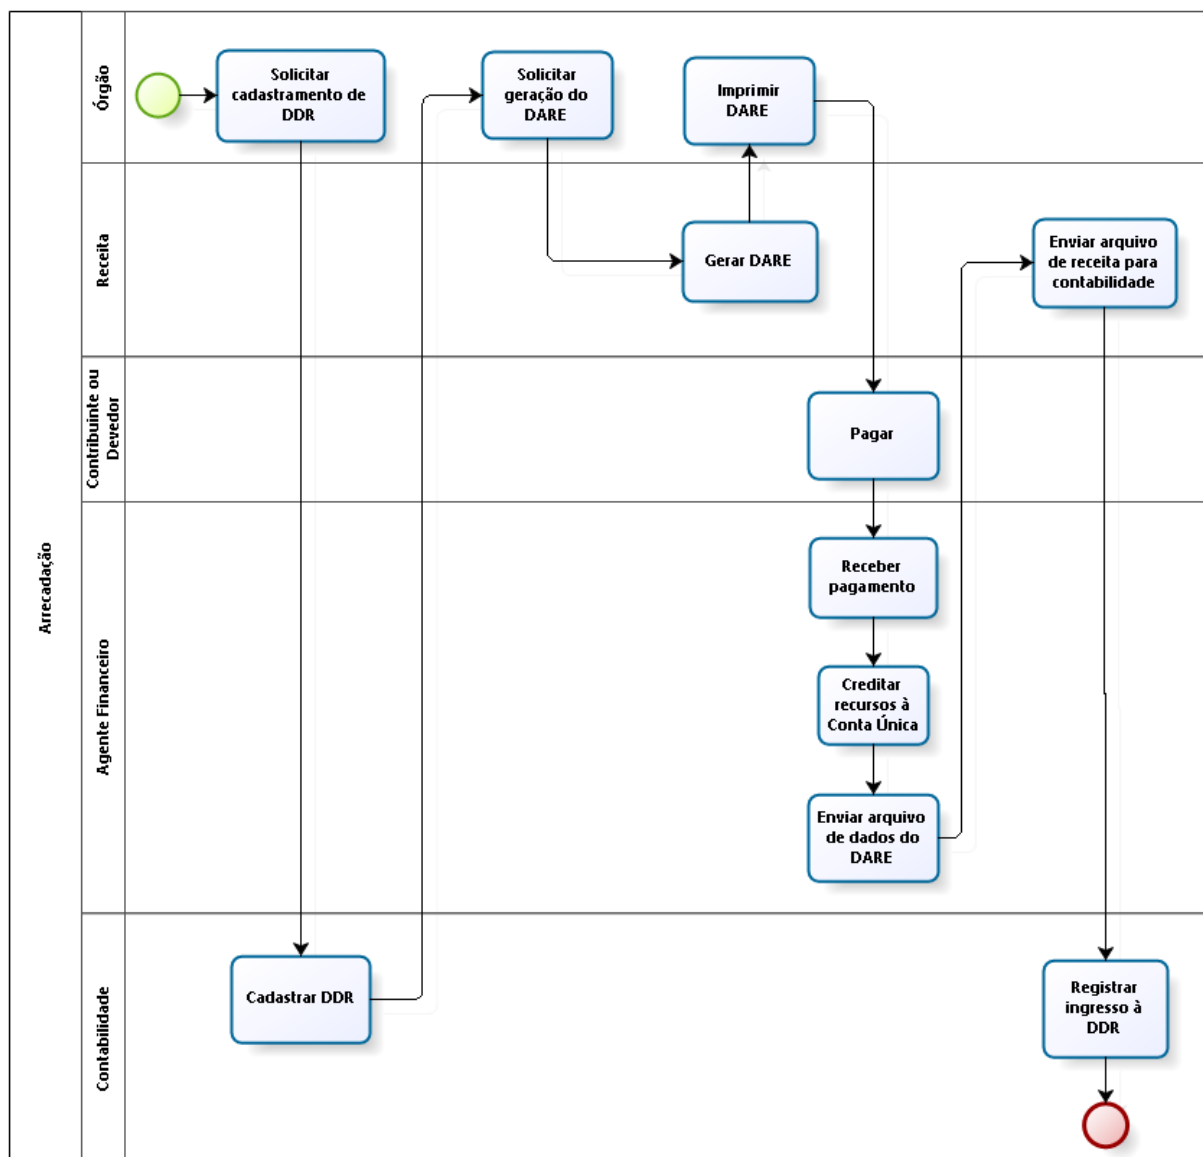 Arrecadação
Órgão
Solicitar
cadastramento de
DDR
Solicitar
geração do
DARE
Imprimir
DARE
Receita
Gerar DARE
Enviar arquivo
de receita para
contabilidade
Contribuinte ou
Devedor
Pagar
Agente Financeiro
Receber
pagamento
Creditar
recursos à
Conta Única
Enviar arquivo
de dados do
DARE
Contabilidade
Cadastrar DDR
Registrar
ingresso à
DDR